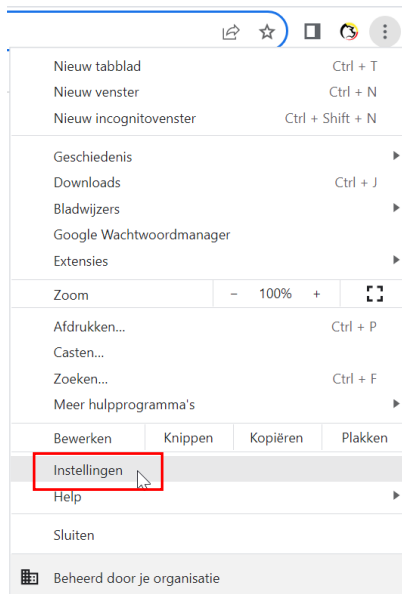 Nieuw tabblad Ctrl + T
Nieuw venster Ctrl + N
Nieuw incognitovenster Ctrl + Shift + N
Geschiedenis
Downloads Ctrl + J
Bladwijzers
Google Wachtwoordmanager
Extensies
Zoom - 100% +
Afdrukken... Ctrl + P
Casten...
Zoeken... Ctrl + F
Meer hulpprogramma's
Bewerken Knippen Kopiëren Plakken
Instellingen
Help
Sluiten
Beheerd door je organisatie